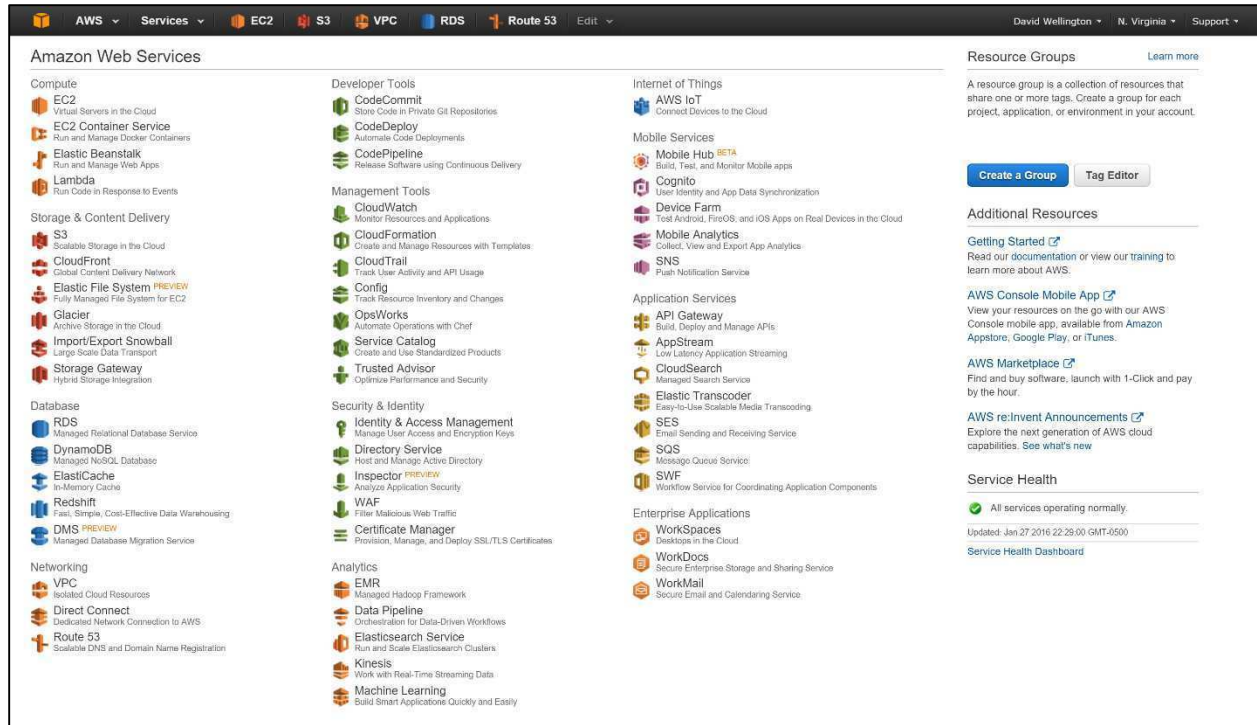 AWS Services EC2 S3 VPC RDS Route 53 Edit David Wellington N. Virginia Support
Amazon Web Services
Compute
EC2
Virtual Servers in the Cloud
EC2 Container Service
Run and Manage Docker Containers
Elastic Beanstalk
Run and Manage Web Apps
Lambda
Run Code in Response to Events
Storage & Content Delivery
S3
Scalable Storage in the Cloud
CloudFront
Global Content Delivery Network
Elastic File System PREVIEW
Fully Managed File System for EC2
Glacier
Archive Storage in the Cloud
Import/Export Snowball
Large Scale Data Transport
Storage Gateway
Hybrid Storage Integration
Database
RDS
Managed Relational Database Service
DynamoDB
Managed NoSQL Database
ElastiCache
In-Memory Cache
Redshift
Fast, Simple, Cost-Effective Data Warehousing
DMS PREVIEW
Managed Database Migration Service
Networking
VPC
Isolated Cloud Resources
Direct Connect
Dedicated Network Connection to AWS
Route 53
Scalable DNS and Domain Name Registration
Developer Tools
CodeCommit
Store Code in Private Git Repositories
CodeDeploy
Automate Code Deployments
CodePipeline
Release Software using Continuous Delivery
Management Tools
CloudWatch
Monitor Resources and Applications
CloudFormation
Create and Manage Resources with Templates
CloudTrail
Track User Activity and API Usage
Config
Track Resource Inventory and Changes
OpsWorks
Automate Operations with Chef
Service Catalog
Create and Use Standardized Products
Trusted Advisor
Optimize Performance and Security
Security & Identity
Identity & Access Management
Manage User Access and Encryption Keys
Directory Service
Host and Manage Active Directory
Inspector PREVIEW
Analyze Application Security
WAF
Filter Malicious Web Traffic
Certificate Manager
Provision, Manage, and Deploy SSL/TLS Certificates
Analytics
EMR
Managed Hadoop Framework
Data Pipeline
Orchestration for Data-Driven Workflows
Elasticsearch Service
Run and Scale Elasticsearch Clusters
Kinesis
Work with Real-Time Streaming Data
Machine Learning
Build Smart Applications Quickly and Easily
Internet of Things
AWS IoT
Connect Devices to the Cloud
Mobile Services
Mobile Hub BETA
Build, Test, and Monitor Mobile apps
Cognito
User Identity and App Data Synchronization
Device Farm
Test Android, FireOS, and iOS Apps on Real Devices in the Cloud
Mobile Analytics
Collect, View and Export App Analytics
SNS
Push Notification Service
Application Services
API Gateway
Build, Deploy and Manage APIs
AppStream
Low Latency Application Streaming
CloudSearch
Managed Search Service
Elastic Transcoder
Easy-to-Use Scalable Media Transcoding
SES
Email Sending and Receiving Service
SQS
Message Queue Service
SWF
Workflow Service for Coordinating Application Components
Enterprise Applications
WorkSpaces
Desktops in the Cloud
WorkDocs
Secure Enterprise Storage and Sharing Service
WorkMail
Secure Email and Calendaring Service
Resource Groups Learn more
A resource group is a collection of resources that
share one or more tags. Create a group for each
project, application, or environment in your account.
Create a Group Tag Editor
Additional Resources
Getting Started
Read our documentation or view our training to
learn more about AWS.
AWS Console Mobile App
View your resources on the go with our AWS
Console mobile app, available from Amazon
Appstore, Google Play, or iTunes.
AWS Marketplace
Find and buy software, launch with 1-Click and pay
by the hour.
AWS re:Invent Announcements
Explore the next generation of AWS cloud
capabilities. See what's new
Service Health
All services operating normally.
Updated: Jan 27 2016 22:29:00 GMT-0500
Service Health Dashboard